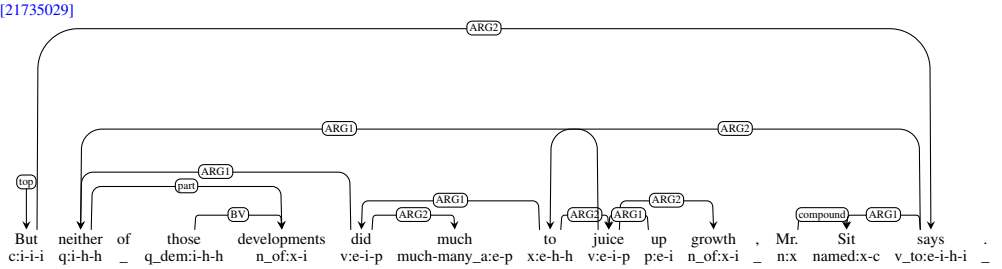 [21735029]
ARG2
ARG1 ARG2
ARG1
top part
ARG1 ARG2
BV ARG2 ARG2 ARG1 compound ARG1
But neither of those developments did much to juice up growth , Mr. Sit says .
c:i-i-i q:i-h-h _ q_dem:i-h-h n_of:x-i v:e-i-p much-many_a:e-p x:e-h-h v:e-i-p p:e-i n_of:x-i _ n:x named:x-c v_to:e-i-h-i _